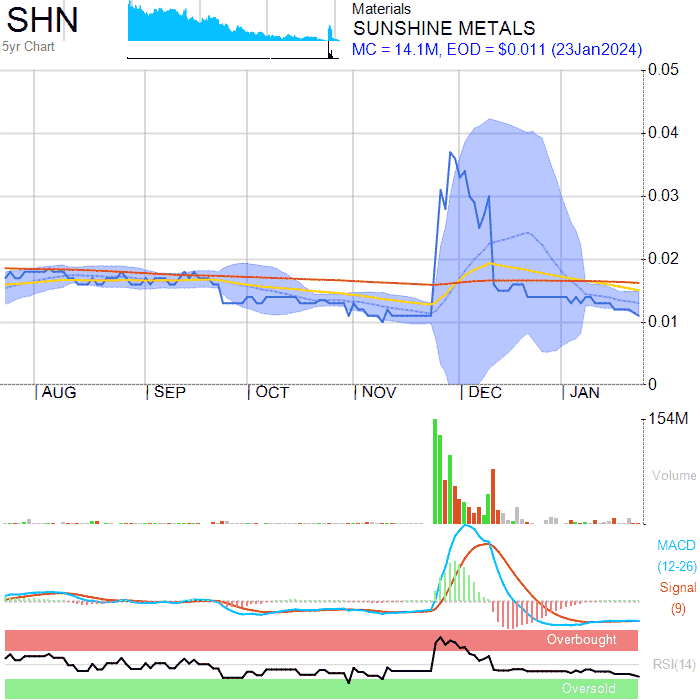 SHN
5yr Chart
Materials
SUNSHINE METALS
MC = 14.1M, EOD = $0.011 (23Jan2024)
0.05
0.04
0.03
0.02
0.01
0
AUG SEP OCT NOV DEC JAN
154M
Volume
MACD
(12-26)
Signal
(9)
Overbought
RSI(14)
Oversold